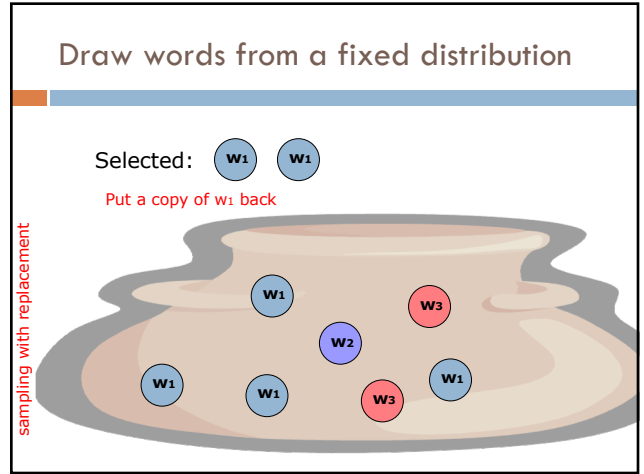 Draw words from a fixed distribution
Selected: w1 w1
Put a copy of w1 back
sampling with replacement
w1
w3
w2
w1
w1
w1
w3